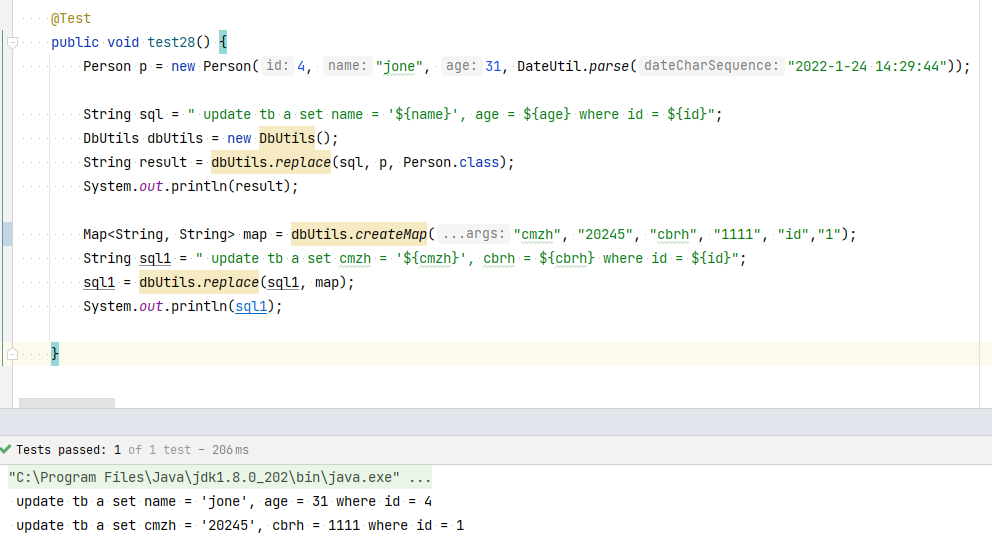 @Test
public void test28() {
Person p = new Person( id: 4, name: "jone", age: 31, DateUtil.parse( dateCharSequence: "2022-1-24 14:29:44"));
String sql = " update tb a set name = '${name}', age = ${age} where id = ${id}";
DbUtils dbUtils = new DbUtils();
String result = dbUtils.replace(sql, p, Person.class);
System.out.println(result);
Map<String, String> map = dbUtils.createMap( ...args: "cmzh", "20245", "cbrh", "1111", "id","1");
String sql1 = " update tb a set cmzh = '${cmzh}', cbrh = ${cbrh} where id = ${id}";
sql1 = dbUtils.replace(sql1, map);
System.out.println(sql1);
}
Tests passed: 1 of 1 test – 206 ms
"C:\Program Files\Java\jdk1.8.0_202\bin\java.exe" ...
update tb a set name = 'jone', age = 31 where id = 4
update tb a set cmzh = '20245', cbrh = 1111 where id = 1